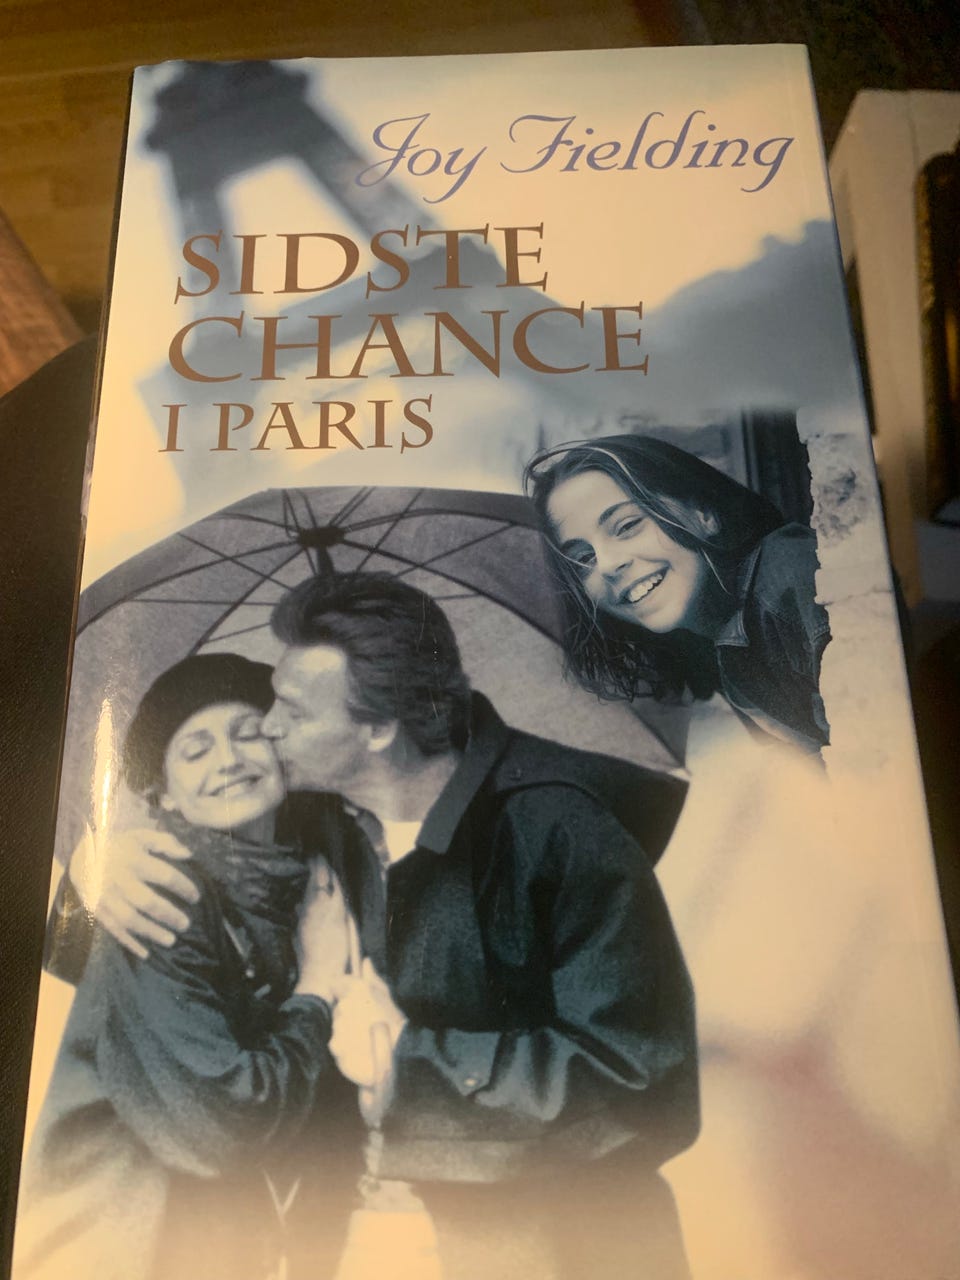 Joy Fielding
SIDSTE
CHANCE
I PARIS